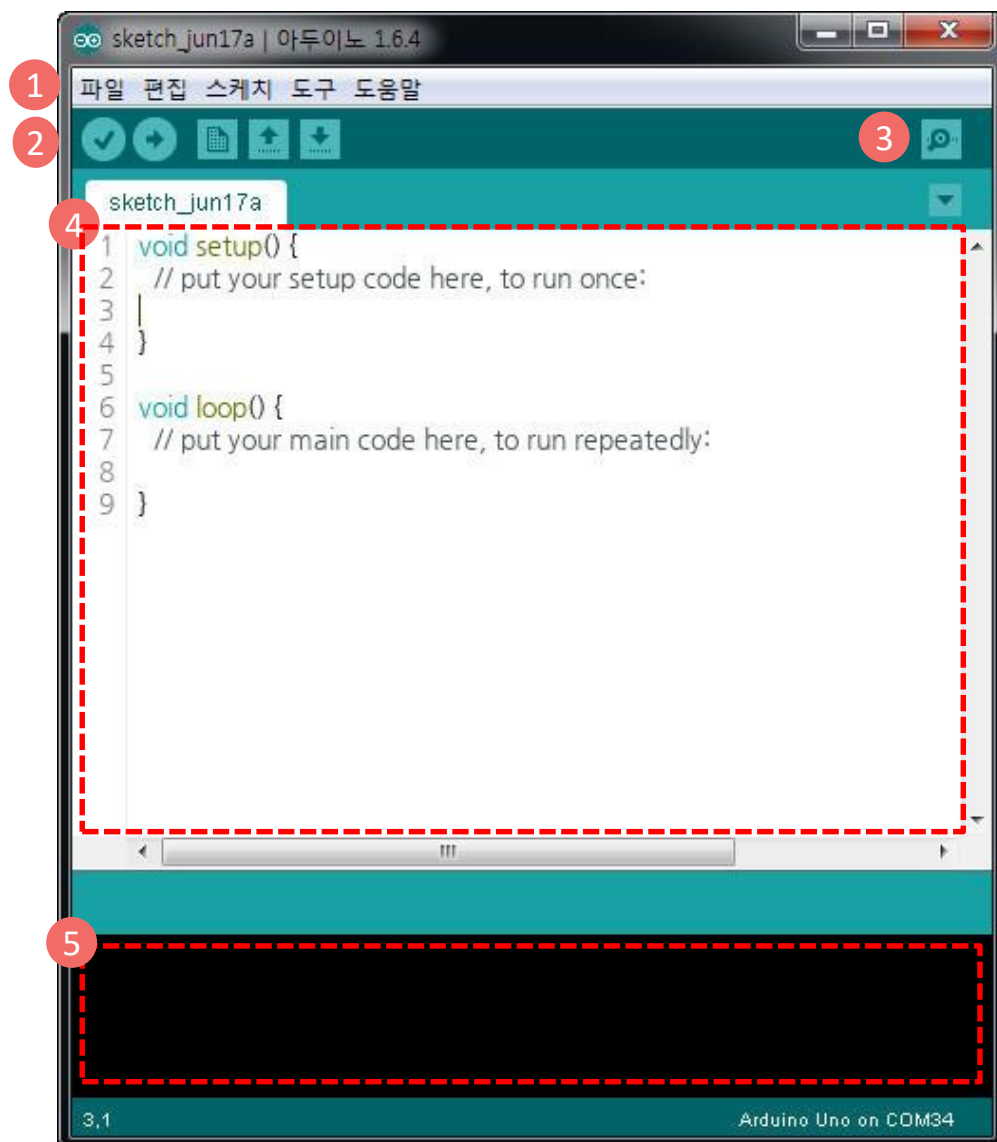 sketch_jun17a | 아두이노 1.6.4
1
파일 편집 스케치 도구 도움말
2
3
sketch_jun17a
4
1 void setup() {
2 // put your setup code here, to run once:
3
4 }
5
6 void loop() {
7 // put your main code here, to run repeatedly:
8
9 }
5
3,1 Arduino Uno on COM34